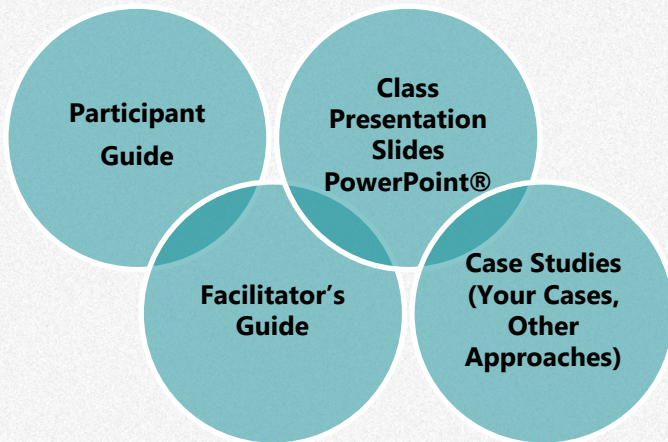 Participant
Guide
Class
Presentation
Slides
PowerPoint®
Facilitator’s
Guide
Case Studies
(Your Cases,
Other
Approaches)